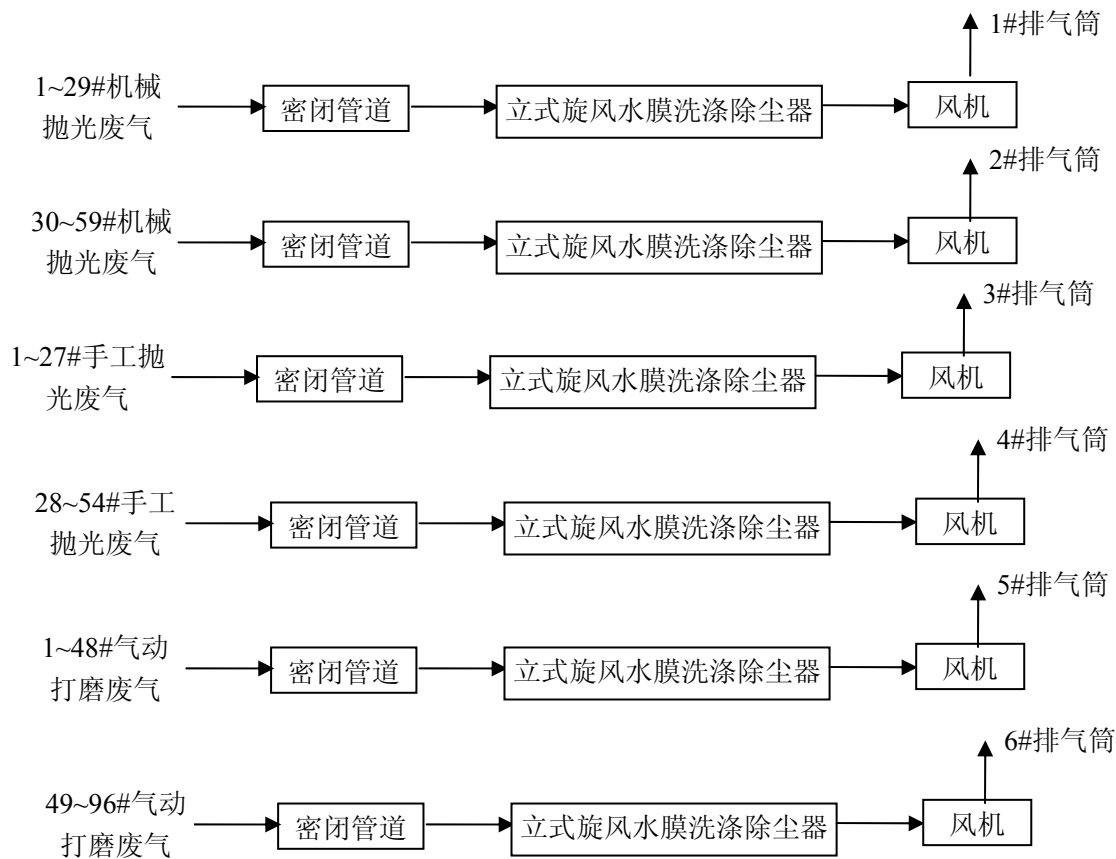 1#排气筒
1~29#机械
抛光废气
密闭管道
立式旋风水膜洗涤除尘器
风机
2#排气筒
30~59#机械
抛光废气
密闭管道
立式旋风水膜洗涤除尘器
风机
3#排气筒
1~27#手工抛
光废气
密闭管道
立式旋风水膜洗涤除尘器
风机
4#排气筒
28~54#手工
抛光废气
密闭管道
立式旋风水膜洗涤除尘器
风机
5#排气筒
1~48#气动
打磨废气
密闭管道
立式旋风水膜洗涤除尘器
风机
6#排气筒
49~96#气动
打磨废气
密闭管道
立式旋风水膜洗涤除尘器
风机